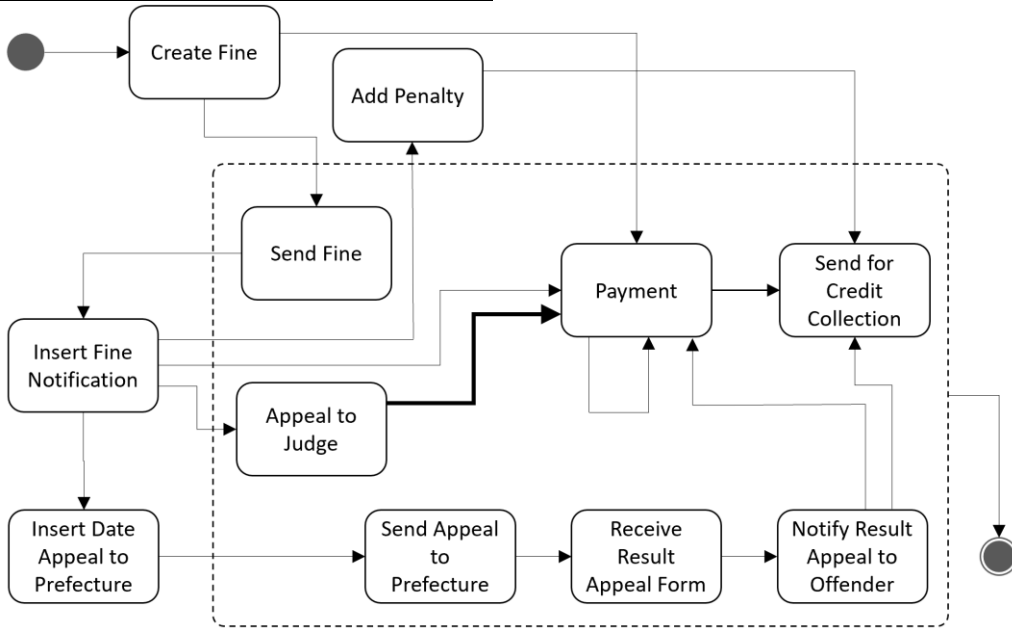 Create Fine
Add Penalty
Send Fine
Payment
Send for
Credit
Collection
Insert Fine
Notification
Appeal to
Judge
Insert Date
Appeal to
Prefecture
Send Appeal
to
Prefecture
Receive
Result
Appeal Form
Notify Result
Appeal to
Offender